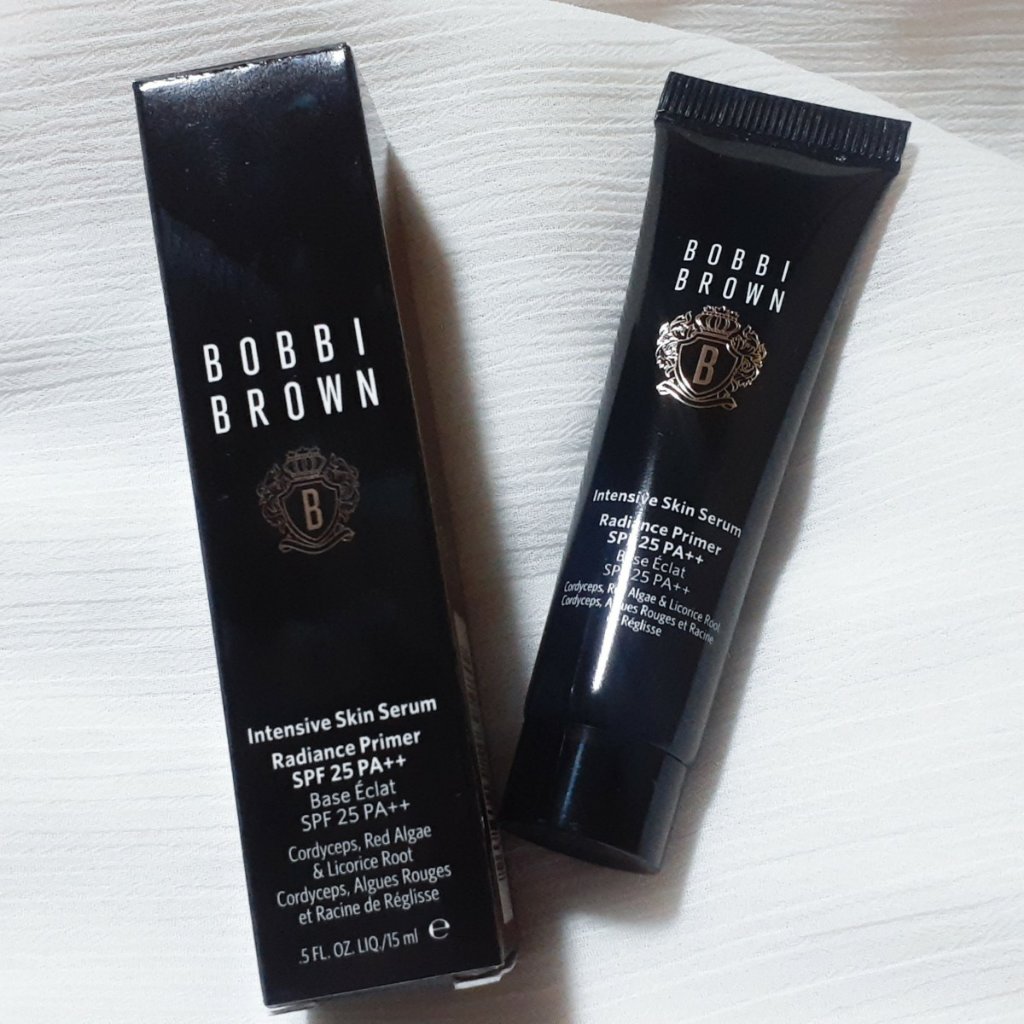 BOBBI
BROWN
B
Intensive Skin Serum
Radiance Primer
SPF 25 PA++
Base Éclat
SPF 25 PA++
Cordyceps, Red Algae
& Licorice Root
Cordyceps, Algues Rouges
et Racine de Réglisse
.5 FL. OZ. LIQ./15 ml ℮
BOBBI
BROWN
B
Intensive Skin Serum
Radiance Primer
SPF 25 PA++
Base Éclat
SPF 25 PA++
Cordyceps, Red Algae & Licorice Root
Cordyceps, Algues Rouges et Racine
de Réglisse